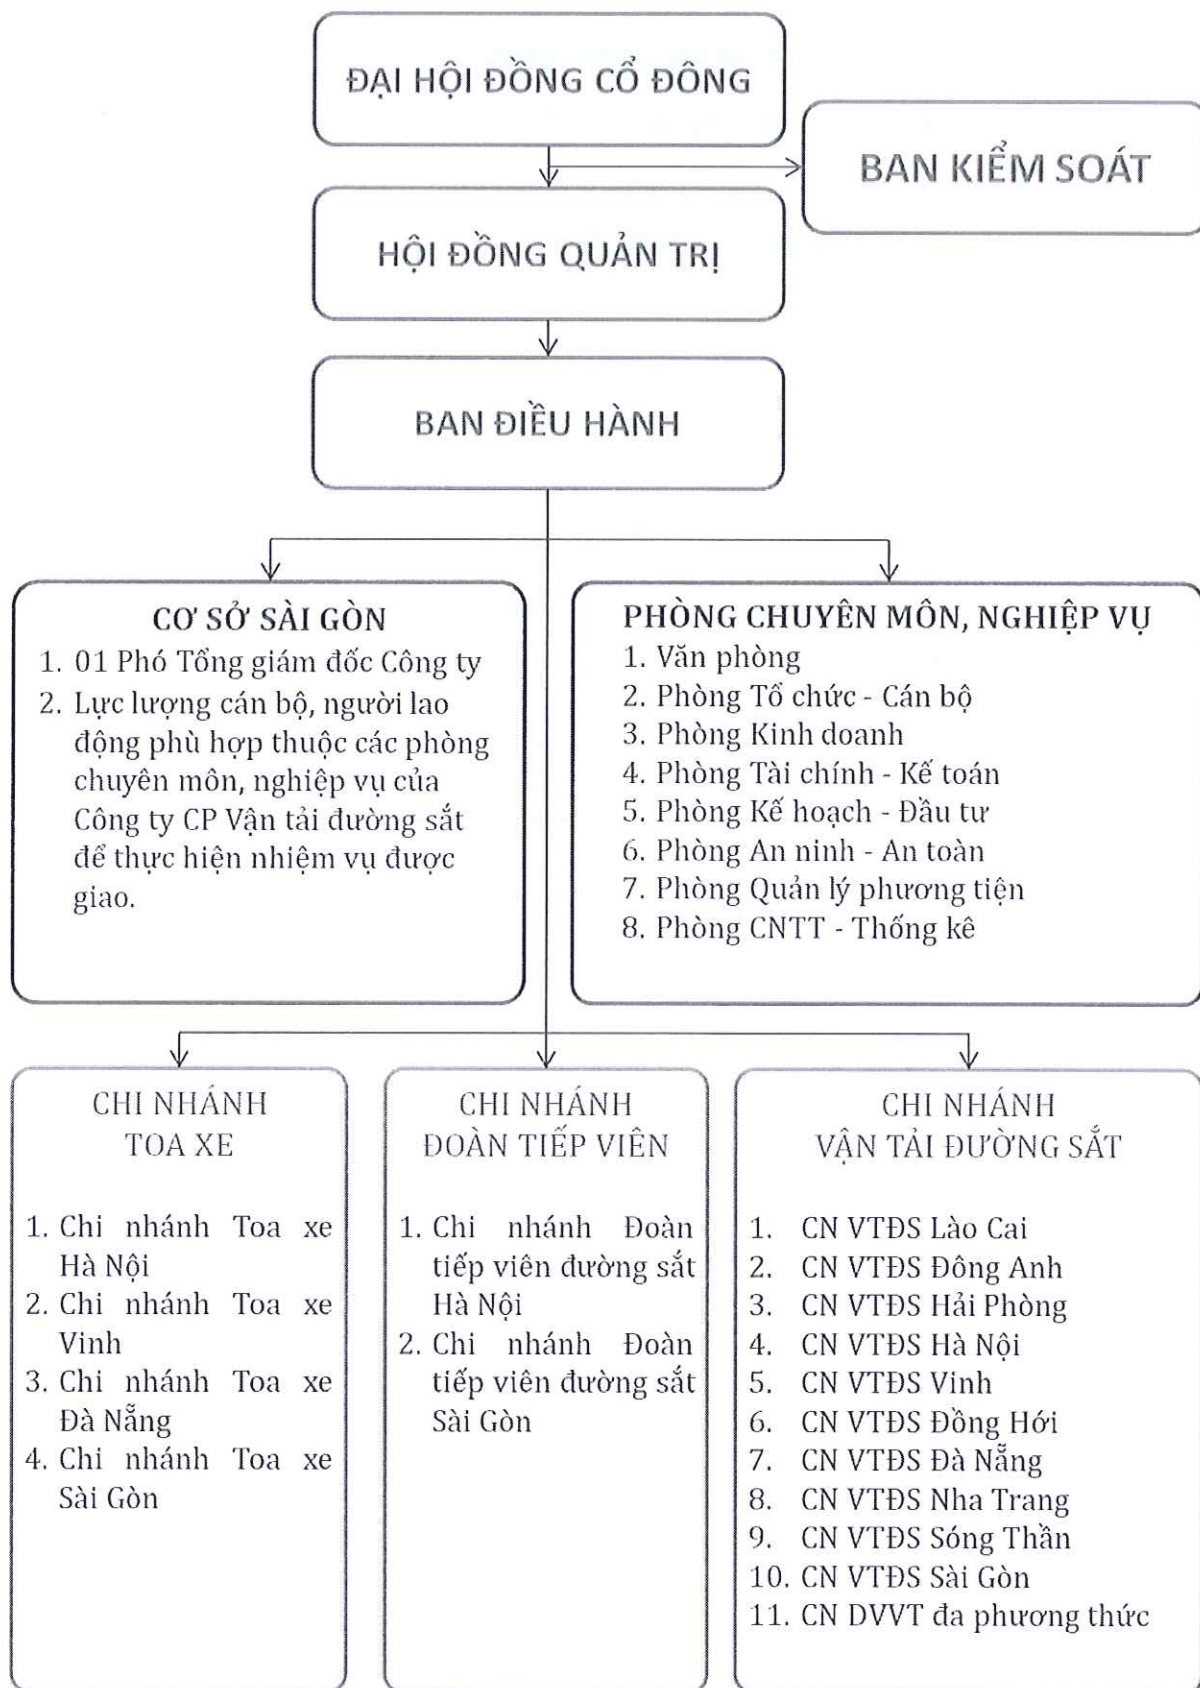 ĐẠI HỘI ĐỒNG CỔ ĐÔNG
BAN KIỂM SOÁT
HỘI ĐỒNG QUẢN TRỊ
BAN ĐIỀU HÀNH
CƠ SỞ SÀI GÒN
1. 01 Phó Tổng giám đốc Công ty
2. Lực lượng cán bộ, người lao
động phù hợp thuộc các phòng
chuyên môn, nghiệp vụ của
Công ty CP Vận tải đường sắt
để thực hiện nhiệm vụ được
giao.
PHÒNG CHUYÊN MÔN, NGHIỆP VỤ
1. Văn phòng
2. Phòng Tổ chức - Cán bộ
3. Phòng Kinh doanh
4. Phòng Tài chính - Kế toán
5. Phòng Kế hoạch - Đầu tư
6. Phòng An ninh - An toàn
7. Phòng Quản lý phương tiện
8. Phòng CNTT - Thống kê
CHI NHÁNH
TOA XE
1. Chi nhánh Toa xe
Hà Nội
2. Chi nhánh Toa xe
Vinh
3. Chi nhánh Toa xe
Đà Nẵng
4. Chi nhánh Toa xe
Sài Gòn
CHI NHÁNH
ĐOÀN TIẾP VIÊN
1. Chi nhánh Đoàn
tiếp viên đường sắt
Hà Nội
2. Chi nhánh Đoàn
tiếp viên đường sắt
Sài Gòn
CHI NHÁNH
VẬN TẢI ĐƯỜNG SẮT
1. CN VTĐS Lào Cai
2. CN VTĐS Đông Anh
3. CN VTĐS Hải Phòng
4. CN VTĐS Hà Nội
5. CN VTĐS Vinh
6. CN VTĐS Đồng Hới
7. CN VTĐS Đà Nẵng
8. CN VTĐS Nha Trang
9. CN VTĐS Sóng Thần
10. CN VTĐS Sài Gòn
11. CN DVVT đa phương thức